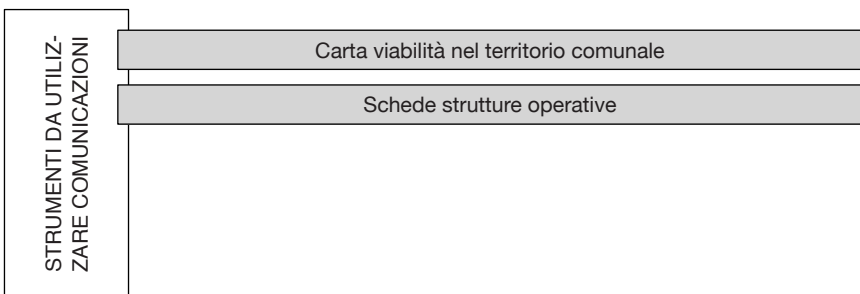 STRUMENTI DA UTILIZ-
ZARE COMUNICAZIONI
Carta viabilità nel territorio comunale
Schede strutture operative